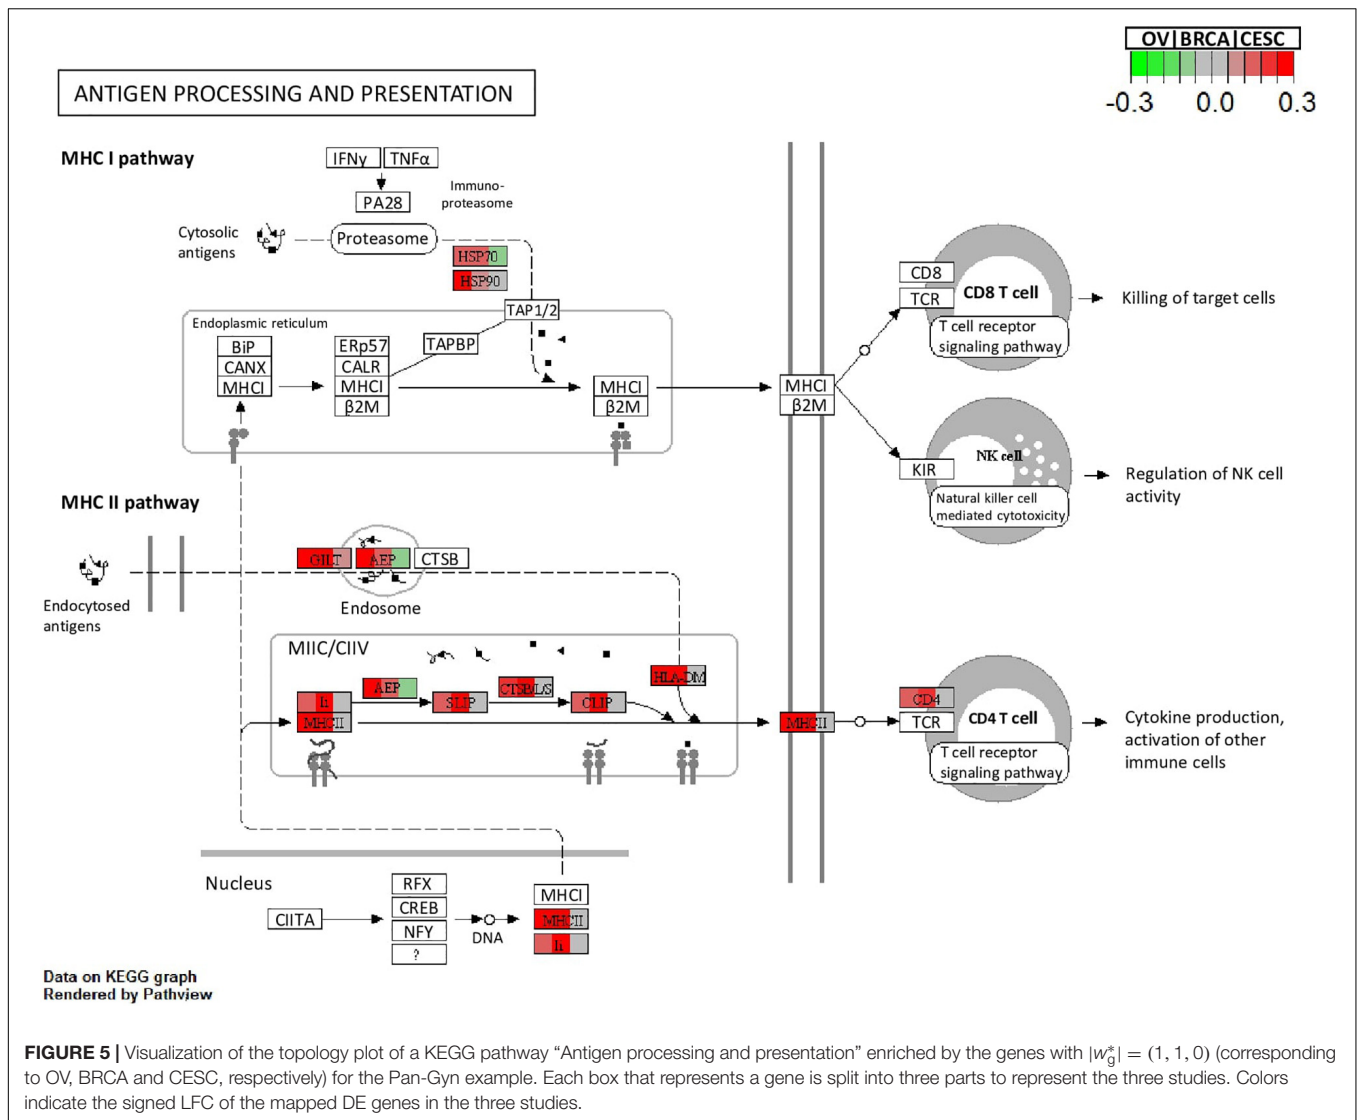 OV|BRCA|CESC
-0.3 0.0 0.3
ANTIGEN PROCESSING AND PRESENTATION
MHC I pathway
IFNγ TNFα
PA28
Immuno-
proteasome
Cytosolic
antigens
Proteasome
HSP70
HSP90
TAP1/2
Endoplasmic reticulum
BiP
CANX
MHCI
ERp57
CALR
MHCI
β2M
TAPBP
MHCI
β2M
MHCI
β2M
CD8
TCR
CD8 T cell
T cell receptor
signaling pathway
Killing of target cells
KIR
NK cell
Natural killer cell
mediated cytotoxicity
Regulation of NK cell
activity
MHC II pathway
GILT AEP CTSB
Endosome
Endocytosed
antigens
MIIC/CIIV
AEP
Ii
MHCII
SLIP
CTSB/L/S
CLIP
HLA-DM
MHCII
CD4
TCR
CD4 T cell
T cell receptor
signaling pathway
Cytokine production,
activation of other
immune cells
Nucleus
CIITA
RFX
CREB
NFY
?
DNA
MHCI
MHCII
Ii
Data on KEGG graph
Rendered by Pathview
FIGURE 5 | Visualization of the topology plot of a KEGG pathway “Antigen processing and presentation” enriched by the genes with |w*g| = (1, 1, 0) (corresponding
to OV, BRCA and CESC, respectively) for the Pan-Gyn example. Each box that represents a gene is split into three parts to represent the three studies. Colors
indicate the signed LFC of the mapped DE genes in the three studies.